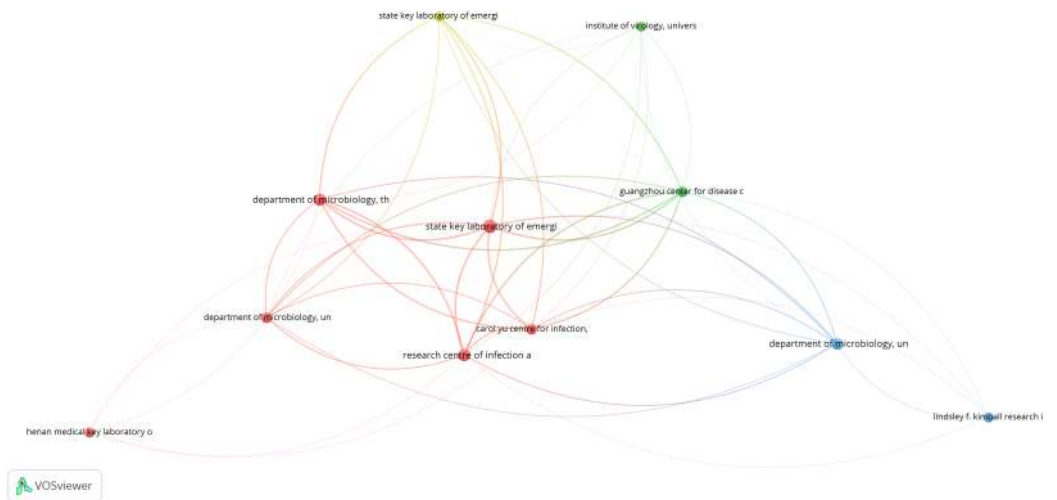 state key laboratory of emergi
institute of virology, univers
guangzhou center for disease c
department of microbiology, th
state key laboratory of emergi
department of microbiology, un
carol yu centre for infection,
department of microbiology, un
research centre of infection a
lindsley f. kimball research i
henan medical key laboratory o
VOSviewer